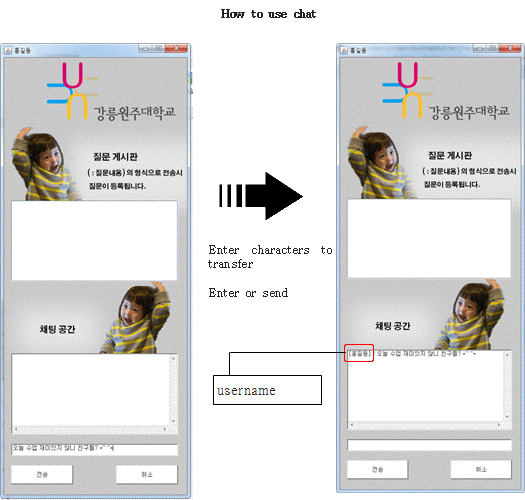 How to use chat
홍길동
강릉원주대학교
질문 게시판
( : 질문내용) 의 형식으로 전송시
질문이 등록됩니다.
채팅 공간
오늘 수업 재미있지 않니 친구들? *^ ^*
전송
취소
Enter characters to
transfer
Enter or send
username
홍길동
강릉원주대학교
질문 게시판
( : 질문내용) 의 형식으로 전송시
질문이 등록됩니다.
채팅 공간
[홍길동] : 오늘 수업 재미있지 않니 친구들? *^ ^*
전송
취소